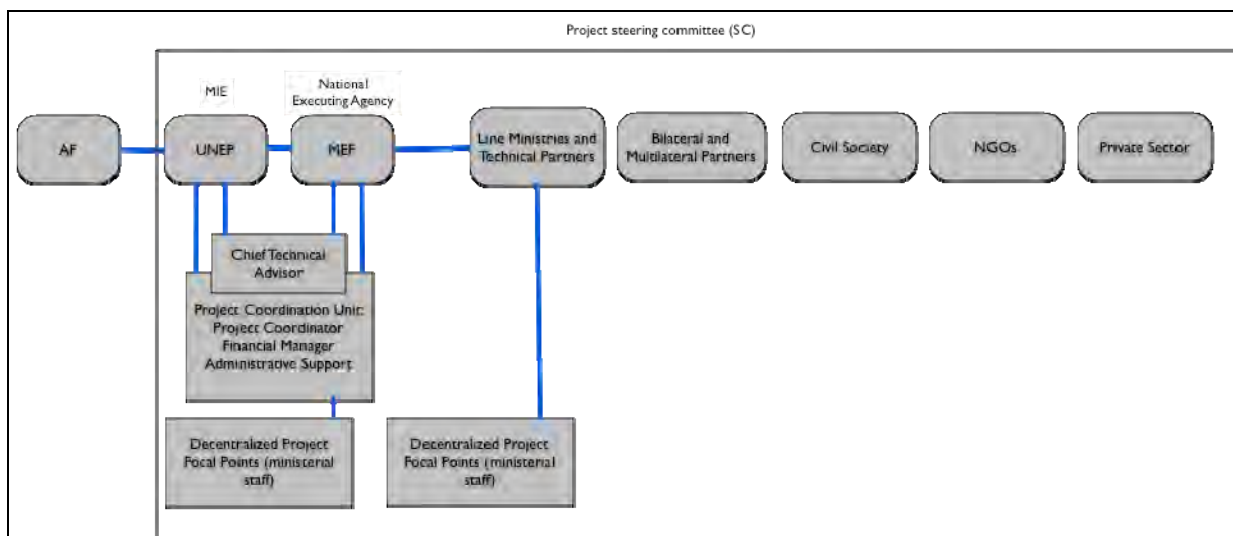 Project steering committee (SC)
MIE
National
Executing Agency
AF
UNEP
MEF
Line Ministries and
Technical Partners
Bilateral and
Multilateral Partners
Civil Society
NGOs
Private Sector
Chief Technical
Advisor
Project Coordination Unit:
Project Coordinator
Financial Manager
Administrative Support
Decentralized Project
Focal Points (ministerial
staff)
Decentralized Project
Focal Points (ministerial
staff)